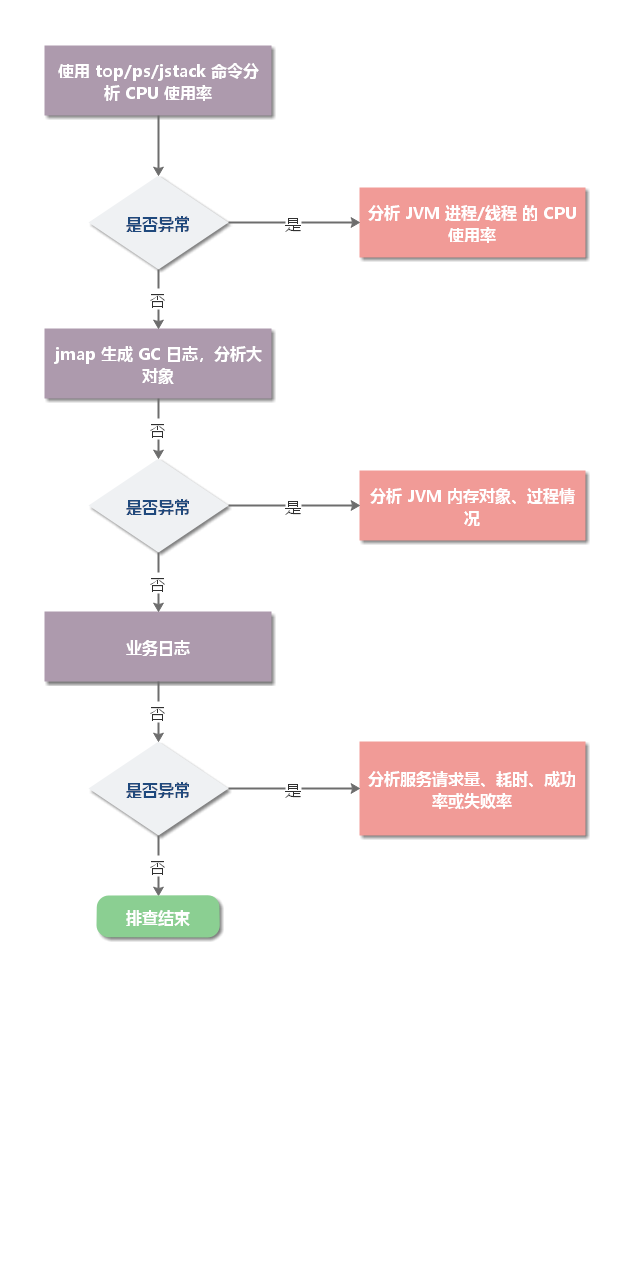 使用 top/ps/jstack 命令分
析 CPU 使用率
是否异常
是
分析 JVM 进程/线程 的 CPU
使用率
否
jmap 生成 GC 日志，分析大
对象
否
是否异常
是
分析 JVM 内存对象、过程情
况
否
业务日志
否
是否异常
是
分析服务请求量、耗时、成功
率或失败率
否
排查结束